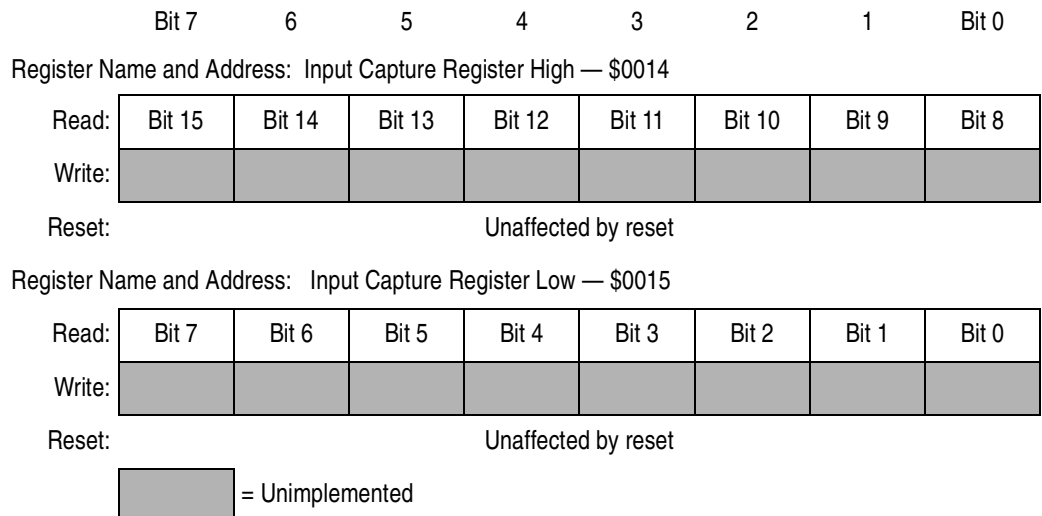 Bit 7 6 5 4 3 2 1 Bit 0
Register Name and Address: Input Capture Register High — $0014
Read: Bit 15 Bit 14 Bit 13 Bit 12 Bit 11 Bit 10 Bit 9 Bit 8
Write:
Reset: Unaffected by reset
Register Name and Address: Input Capture Register Low — $0015
Read: Bit 7 Bit 6 Bit 5 Bit 4 Bit 3 Bit 2 Bit 1 Bit 0
Write:
Reset: Unaffected by reset
= Unimplemented